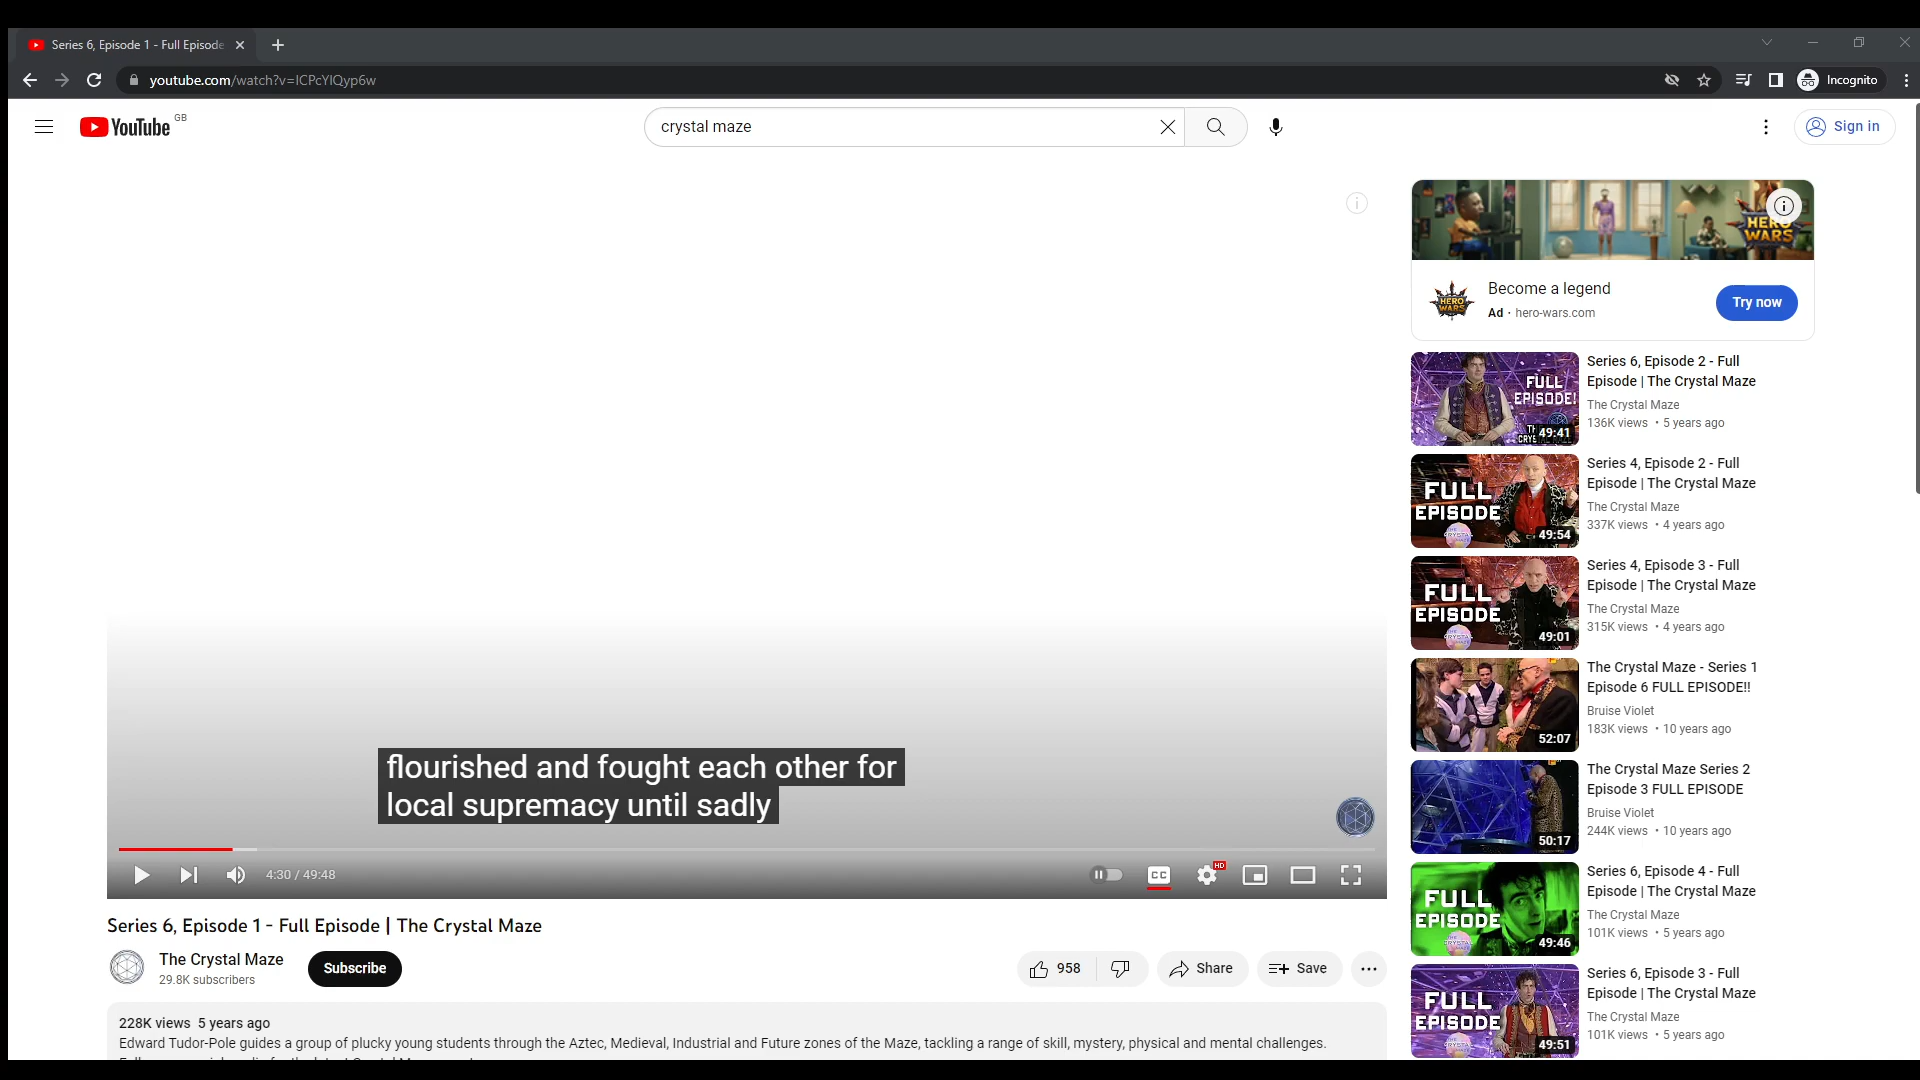 Series 6, Episode 1 - Full Episode
youtube.com/watch?v=ICPcYlQyp6w
Incognito
YouTube GB
crystal maze
Sign in
HERO
WARS
Become a legend
HERO
WARS
Ad · hero-wars.com
Try now
FULL
EPISODE!
49:41
Series 6, Episode 2 - Full
Episode | The Crystal Maze
The Crystal Maze
136K views • 5 years ago
FULL
EPISODE
49:54
Series 4, Episode 2 - Full
Episode | The Crystal Maze
The Crystal Maze
337K views • 4 years ago
FULL
EPISODE
49:01
Series 4, Episode 3 - Full
Episode | The Crystal Maze
The Crystal Maze
315K views • 4 years ago
52:07
The Crystal Maze - Series 1
Episode 6 FULL EPISODE!!
Bruise Violet
183K views • 10 years ago
50:17
The Crystal Maze Series 2
Episode 3 FULL EPISODE
Bruise Violet
244K views • 10 years ago
FULL
EPISODE
49:46
Series 6, Episode 4 - Full
Episode | The Crystal Maze
The Crystal Maze
101K views • 5 years ago
FULL
EPISODE
49:51
Series 6, Episode 3 - Full
Episode | The Crystal Maze
The Crystal Maze
101K views • 5 years ago
flourished and fought each other for
local supremacy until sadly
4:30 / 49:48
CC
HD
Series 6, Episode 1 - Full Episode | The Crystal Maze
The Crystal Maze
29.8K subscribers
Subscribe
958
Share
Save
228K views 5 years ago
Edward Tudor-Pole guides a group of plucky young students through the Aztec, Medieval, Industrial and Future zones of the Maze, tackling a range of skill, mystery, physical and mental challenges.